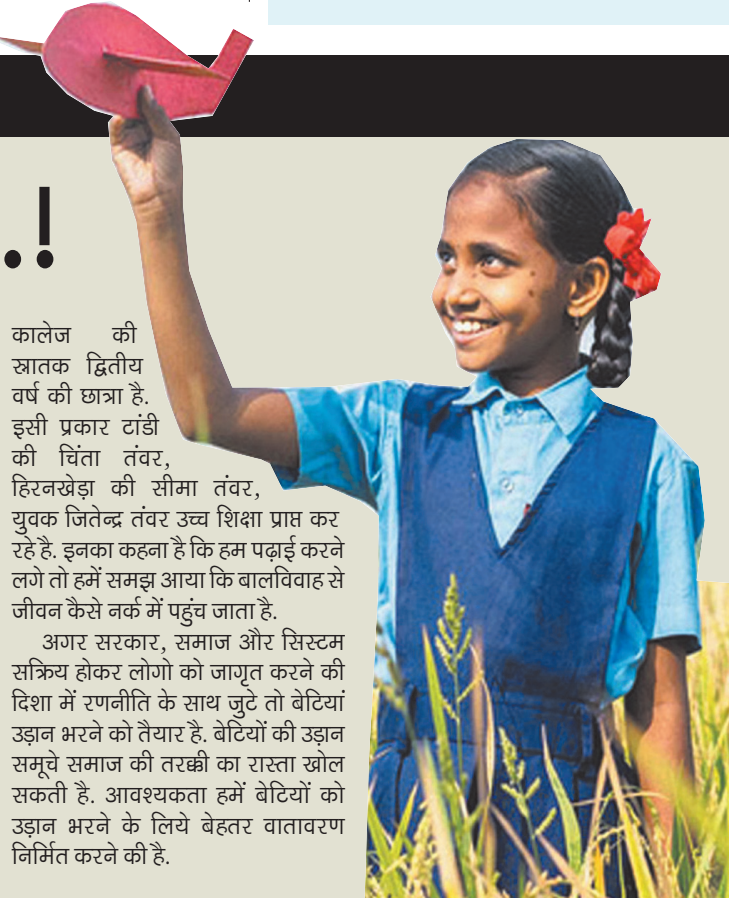 ..!
कालेज की
स्नातक द्वितीय
वर्ष की छात्रा है.
इसी प्रकार टांडी
की चिंता तंवर,
हिरनखेड़ा की सीमा तंवर,
युवक जितेन्द्र तंवर उच्च शिक्षा प्राप्त कर
रहे है. इनका कहना है कि हम पढ़ाई करने
लगे तो हमें समझ आया कि बालविवाह से
जीवन कैसे नर्क में पहुंच जाता है.
अगर सरकार, समाज और सिस्टम
सक्रिय होकर लोगो को जागृत करने की
दिशा में रणनीति के साथ जुटे तो बेटियां
उड़ान भरने को तैयार है. बेटियों की उड़ान
समूचे समाज की तरक्की का रास्ता खोल
सकती है. आवश्यकता हमें बेटियों को
उड़ान भरने के लिये बेहतर वातावरण
निर्मित करने की है.